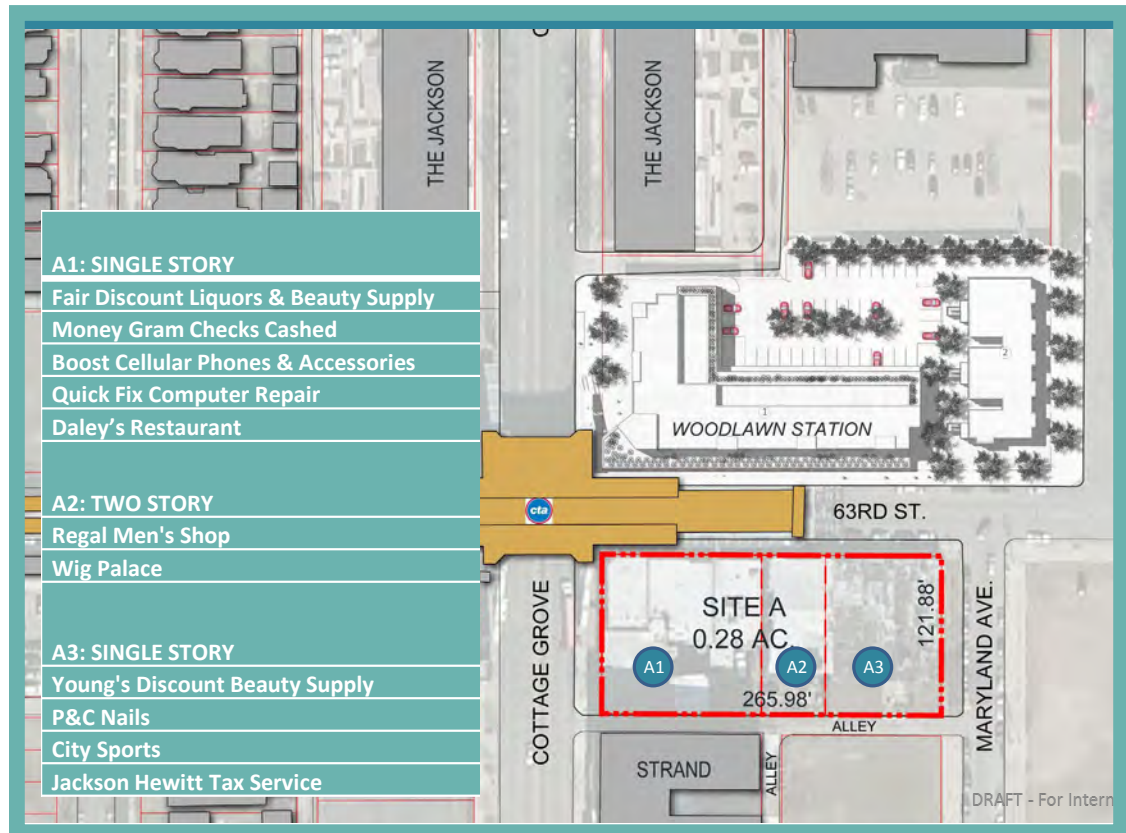 THE JACKSON
THE JACKSON
A1: SINGLE STORY
Fair Discount Liquors & Beauty Supply
Money Gram Checks Cashed
Boost Cellular Phones & Accessories
Quick Fix Computer Repair
Daley’s Restaurant
A2: TWO STORY
Regal Men's Shop
Wig Palace
A3: SINGLE STORY
Young's Discount Beauty Supply
P&C Nails
City Sports
Jackson Hewitt Tax Service
2
1
WOODLAWN STATION
cta
63RD ST.
COTTAGE GROVE
SITE A
0.28 AC.
A1
A2
A3
265.98'
121.88'
MARYLAND AVE.
ALLEY
STRAND
ALLEY
DRAFT - For Intern